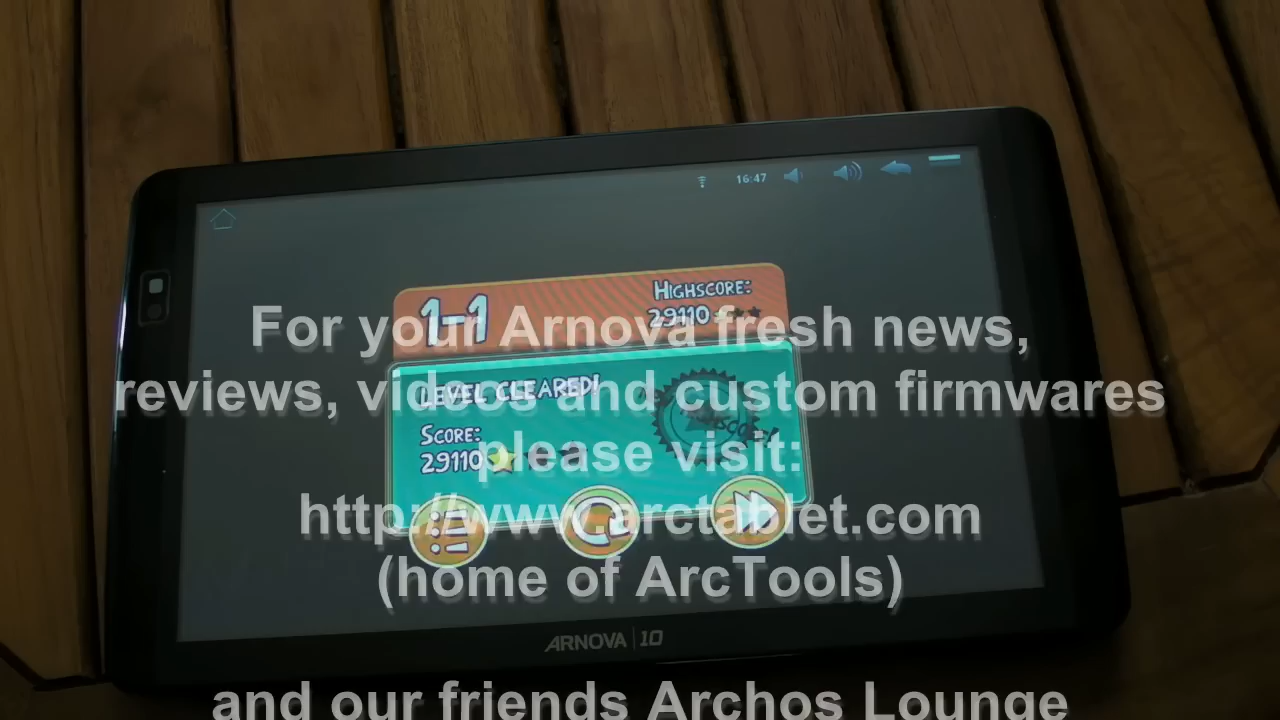 16:47
1-1
HIGHSCORE:
29110
For your Arnova fresh news,
reviews, videos and custom firmwares
please visit:
http://www.arctablet.com
(home of ArcTools)
LEVEL CLEARED!
SCORE:
29110
ARNOVA 10
and our friends Archos Lounge